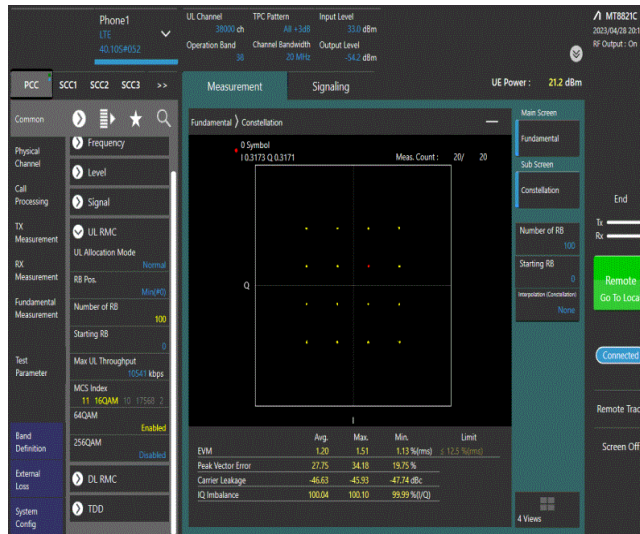 Phone1
LTE
40.10S#052
UL Channel TPC Pattern Input Level
38000 ch All +3dB 33.0 dBm
Operation Band Channel Bandwidth Output Level
38 20 MHz -54.2 dBm
MT8821C
2023/04/28 20:1
RF Output : On
PCC SCC1 SCC2 SCC3 >>
Measurement Signaling UE Power : 21.2 dBm
Common
Physical
Channel
Call
Processing
TX
Measurement
RX
Measurement
Fundamental
Measurement
Test
Parameter
Band
Definition
External
Loss
System
Config
Frequency
Level
Signal
UL RMC
UL Allocation Mode
Normal
RB Pos.
Min(#0)
Number of RB
100
Starting RB
0
Max UL Throughput
10541 kbps
MCS Index
11 16QAM 10 17568 2
64QAM
Enabled
256QAM
Disabled
DL RMC
TDD
Fundamental Constellation
0 Symbol
I 0.3173 Q 0.3171 Meas. Count : 20/ 20
Q
I
Avg. Max. Min. Limit
EVM 1.20 1.51 1.13 %(rms) ≤ 12.5 %(rms)
Peak Vector Error 27.75 34.18 19.75 %
Carrier Leakage -46.63 -45.93 -47.74 dBc
IQ Imbalance 100.04 100.10 99.99 %(I/Q)
Main Screen
Fundamental
Sub Screen
Constellation
Number of RB
100
Starting RB
0
Interpolation (Constellation)
None
4 Views
End
Tx
Rx
Remote
Go To Loca
Connected
Remote Trac
Screen Off